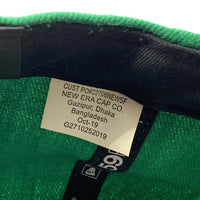 CUST PO#22706NEWSF
NEW ERA CAP CO.
Gazipur, Dhaka
Bangladesh
Oct-19
G2710252019